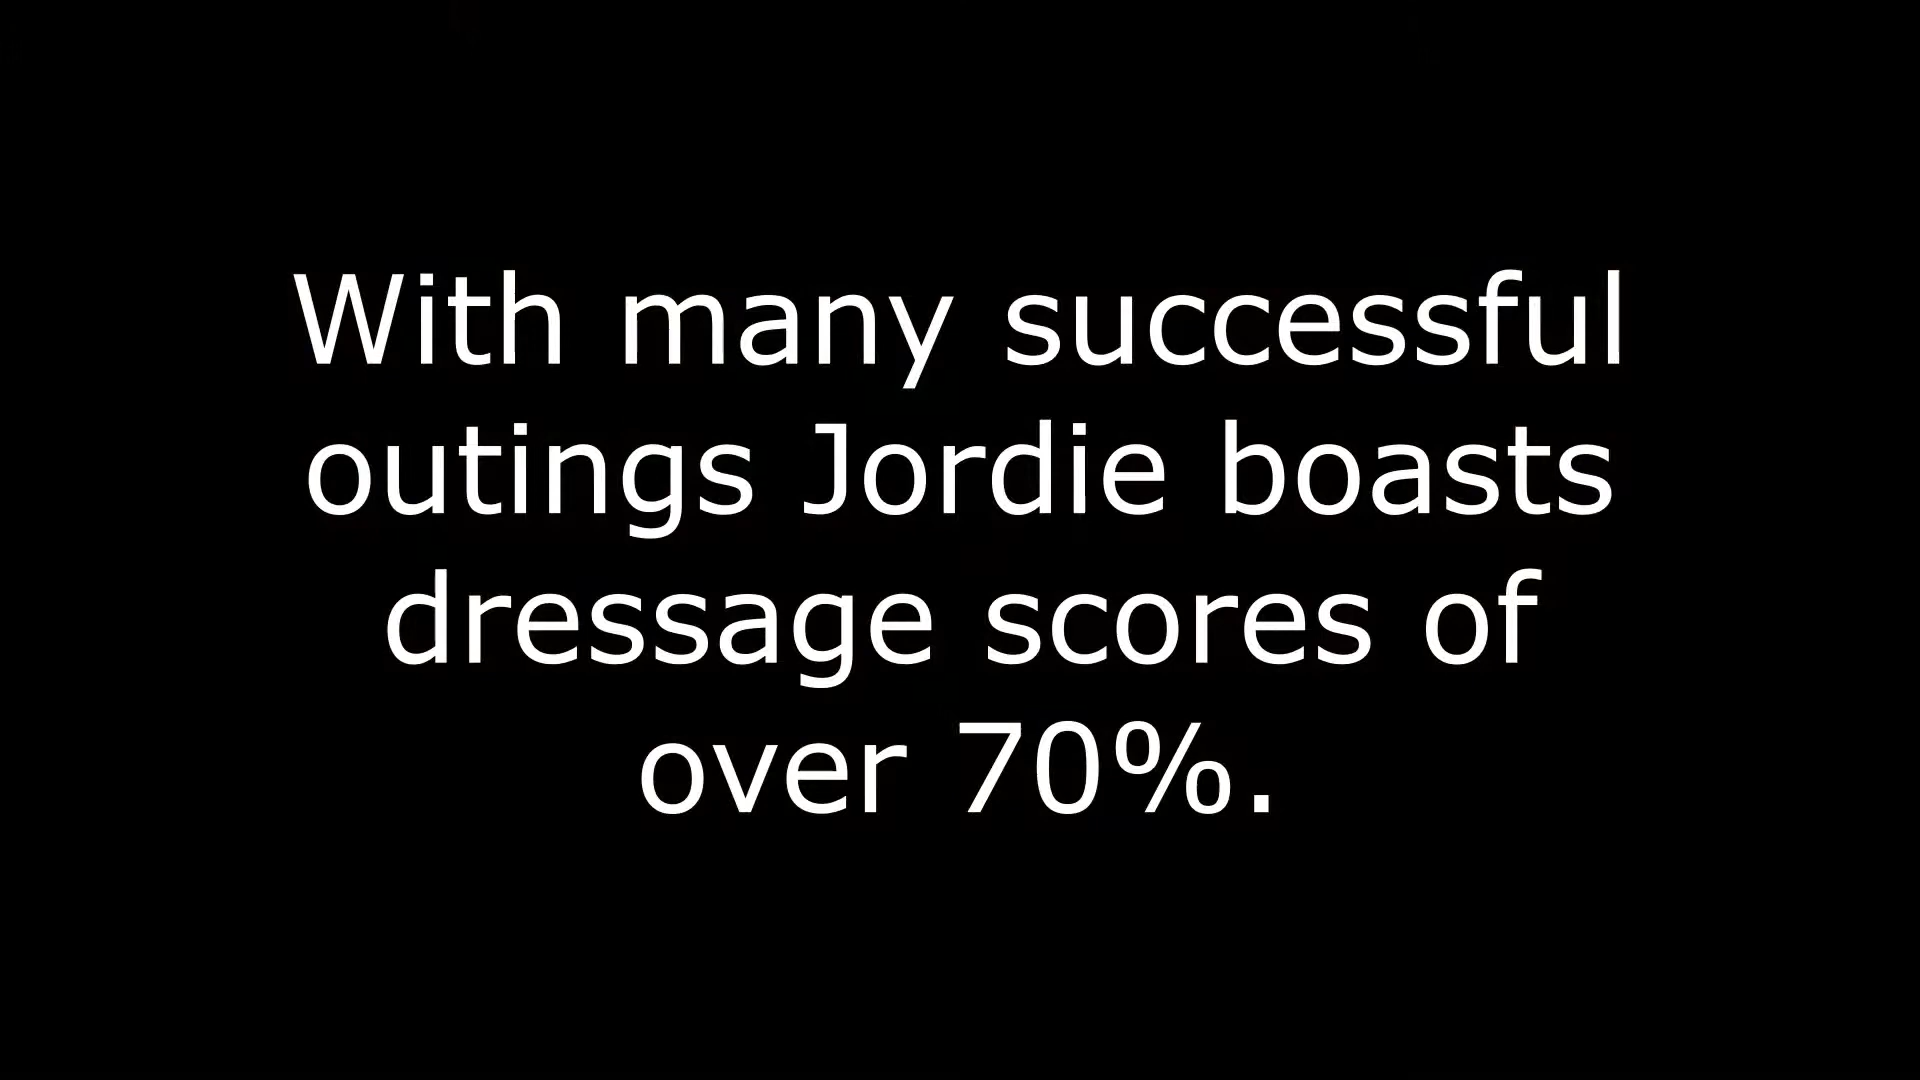 With many successful
outings Jordie boasts
dressage scores of
over 70%.